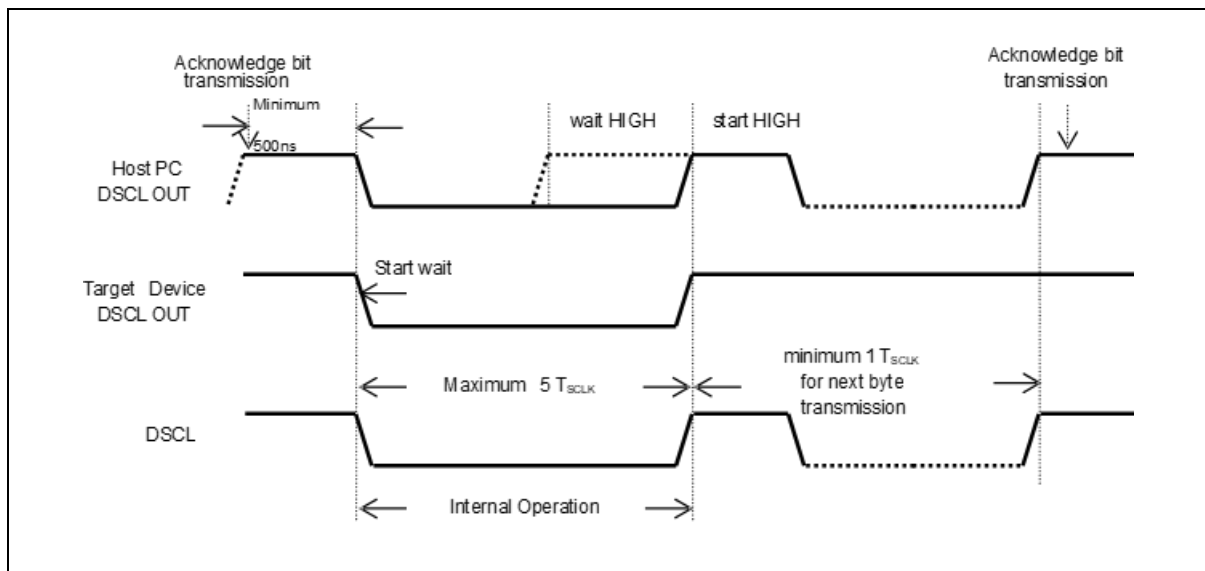 Acknowledge bit
transmission
Acknowledge bit
transmission
Minimum
500ns
wait HIGH
start HIGH
Host PC
DSCL OUT
Start wait
Target Device
DSCL OUT
Maximum 5 TSCLK
minimum 1 TSCLK
for next byte
transmission
DSCL
Internal Operation